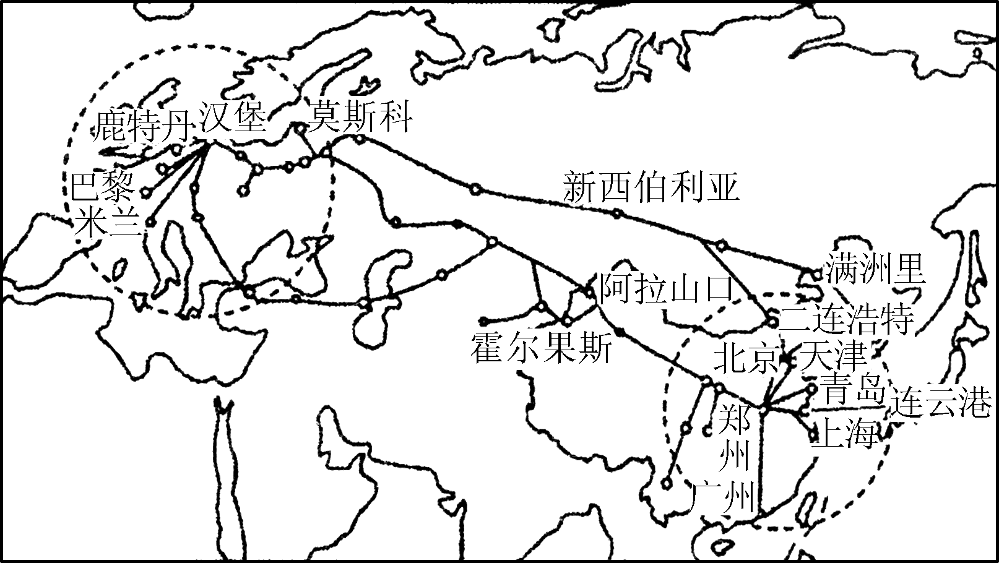 鹿特丹
汉堡
莫斯科
巴黎
米兰
新西伯利亚
满洲里
阿拉山口
二连浩特
霍尔果斯
北京
天津
青岛
连云港
郑州
上海
广州